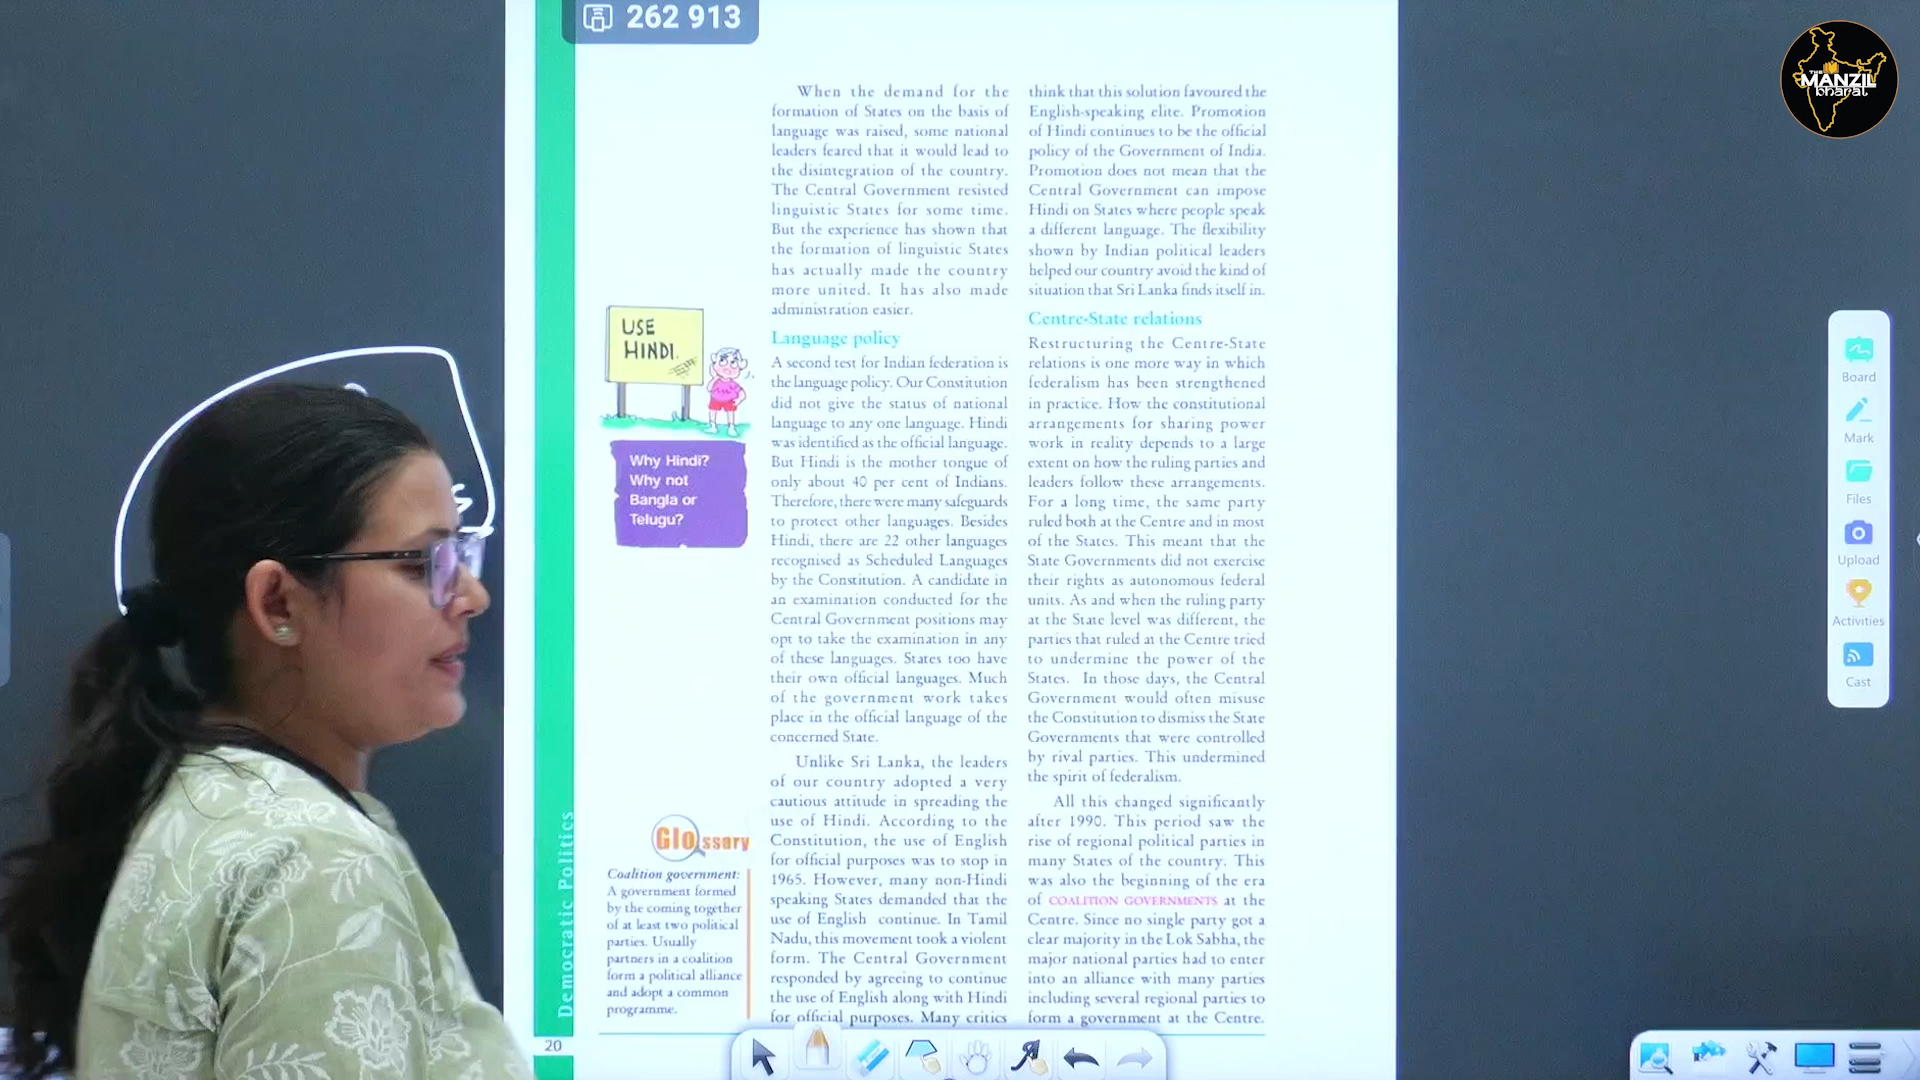 262 913
THE
MANZIL
bharat
When the demand for the
formation of States on the basis of
language was raised, some national
leaders feared that it would lead to
the disintegration of the country.
The Central Government resisted
linguistic States for some time.
But the experience has shown that
the formation of linguistic States
has actually made the country
more united. It has also made
administration easier.
Language policy
A second test for Indian federation is
the language policy. Our Constitution
did not give the status of national
language to any one language. Hindi
was identified as the official language.
But Hindi is the mother tongue of
only about 40 per cent of Indians.
Therefore, there were many safeguards
to protect other languages. Besides
Hindi, there are 22 other languages
recognised as Scheduled Languages
by the Constitution. A candidate in
an examination conducted for the
Central Government positions may
opt to take the examination in any
of these languages. States too have
their own official languages. Much
of the government work takes
place in the official language of the
concerned State.
Unlike Sri Lanka, the leaders
of our country adopted a very
cautious attitude in spreading the
use of Hindi. According to the
Constitution, the use of English
for official purposes was to stop in
1965. However, many non-Hindi
speaking States demanded that the
use of English continue. In Tamil
Nadu, this movement took a violent
form. The Central Government
responded by agreeing to continue
the use of English along with Hindi
for official purposes. Many critics
think that this solution favoured the
English-speaking elite. Promotion
of Hindi continues to be the official
policy of the Government of India.
Promotion does not mean that the
Central Government can impose
Hindi on States where people speak
a different language. The flexibility
shown by Indian political leaders
helped our country avoid the kind of
situation that Sri Lanka finds itself in.
Centre-State relations
Restructuring the Centre-State
relations is one more way in which
federalism has been strengthened
in practice. How the constitutional
arrangements for sharing power
work in reality depends to a large
extent on how the ruling parties and
leaders follow these arrangements.
For a long time, the same party
ruled both at the Centre and in most
of the States. This meant that the
State Governments did not exercise
their rights as autonomous federal
units. As and when the ruling party
at the State level was different, the
parties that ruled at the Centre tried
to undermine the power of the
States. In those days, the Central
Government would often misuse
the Constitution to dismiss the State
Governments that were controlled
by rival parties. This undermined
the spirit of federalism.
All this changed significantly
after 1990. This period saw the
rise of regional political parties in
many States of the country. This
was also the beginning of the era
of COALITION GOVERNMENTS at the
Centre. Since no single party got a
clear majority in the Lok Sabha, the
major national parties had to enter
into an alliance with many parties
including several regional parties to
form a government at the Centre.
USE
HINDI.
Why Hindi?
Why not
Bangla or
Telugu?
Glossary
Coalition government:
A government formed
by the coming together
of at least two political
parties. Usually
partners in a coalition
form a political alliance
and adopt a common
programme.
Democratic Politics
20
Board
Mark
Files
Upload
Activities
Cast